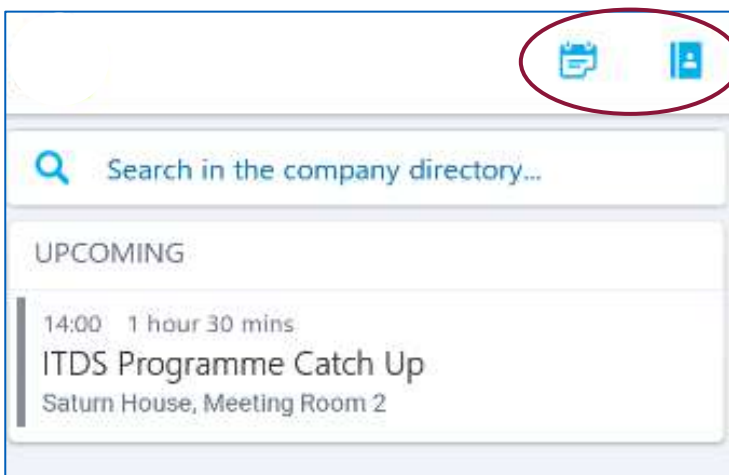 Search in the company directory...
UPCOMING
14:00 1 hour 30 mins
ITDS Programme Catch Up
Saturn House, Meeting Room 2